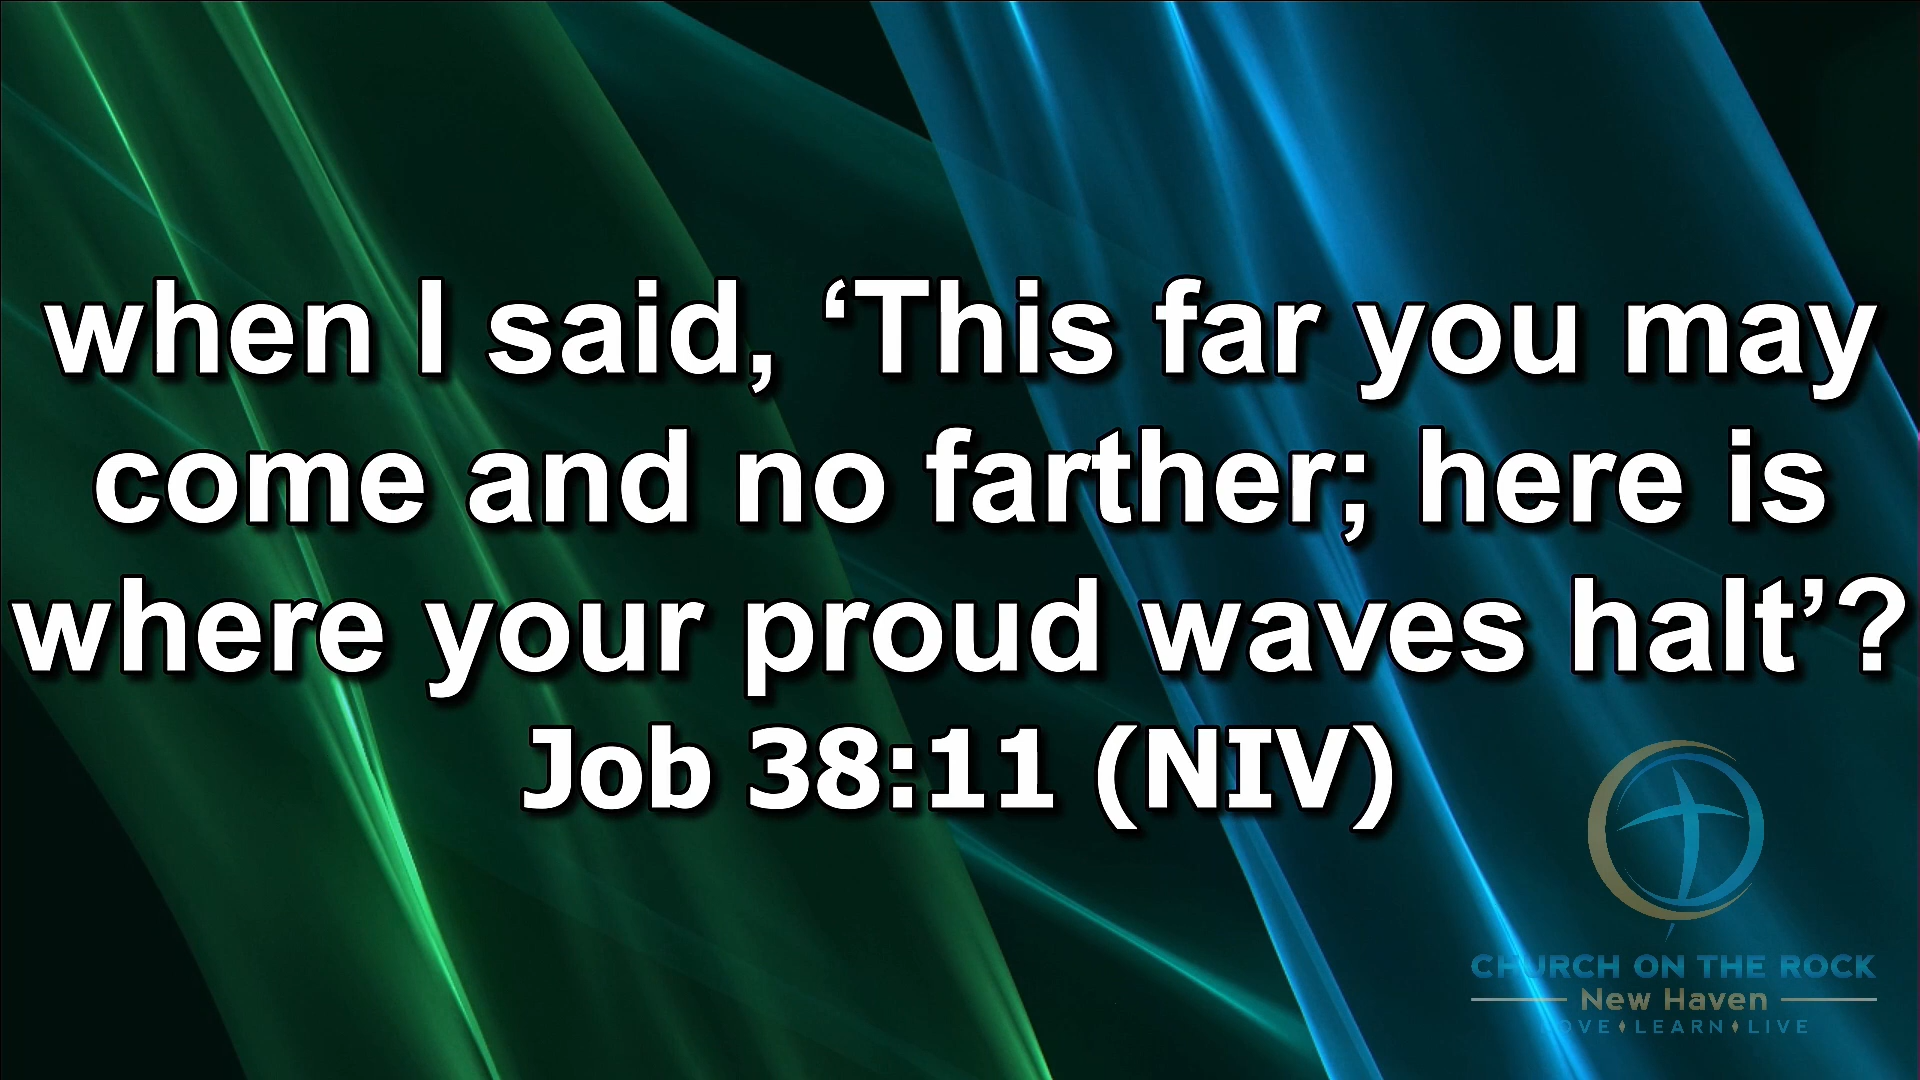 when I said, ‘This far you may
come and no farther; here is
where your proud waves halt’?
Job 38:11 (NIV)
CHURCH ON THE ROCK
New Haven
LOVE♦LEARN♦LIVE